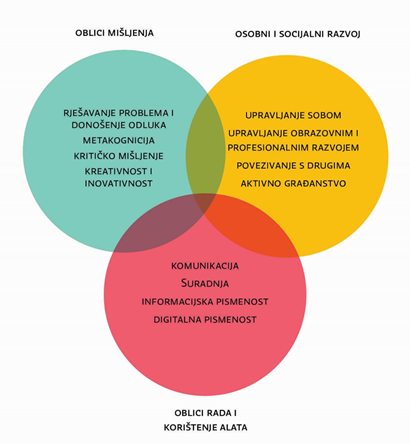 OBLICI MIŠLJENJA
OSOBNI I SOCIJALNI RAZVOJ
RJEŠAVANJE PROBLEMA I
DONOŠENJE ODLUKA
METAKOGNICIJA
KRITIČKO MIŠLJENJE
KREATIVNOST I
INOVATIVNOST
UPRAVLJANJE SOBOM
UPRAVLJANJE OBRAZOVNIM I
PROFESIONALNIM RAZVOJEM
POVEZIVANJE S DRUGIMA
AKTIVNO GRAĐANSTVO
KOMUNIKACIJA
SURADNJA
INFORMACIJSKA PISMENOST
DIGITALNA PISMENOST
OBLICI RADA I
KORIŠTENJE ALATA